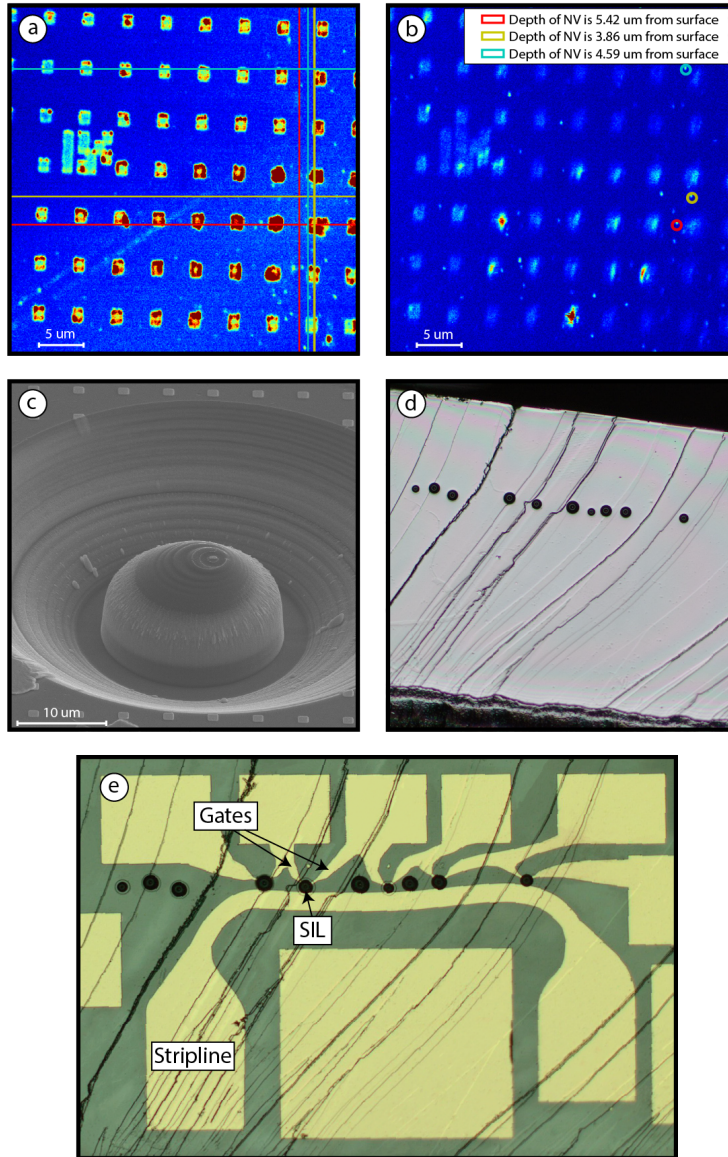 a
b
Depth of NV is 5.42 um from surface
Depth of NV is 3.86 um from surface
Depth of NV is 4.59 um from surface
5 um
5 um
c
d
10 um
e
Gates
SIL
Stripline